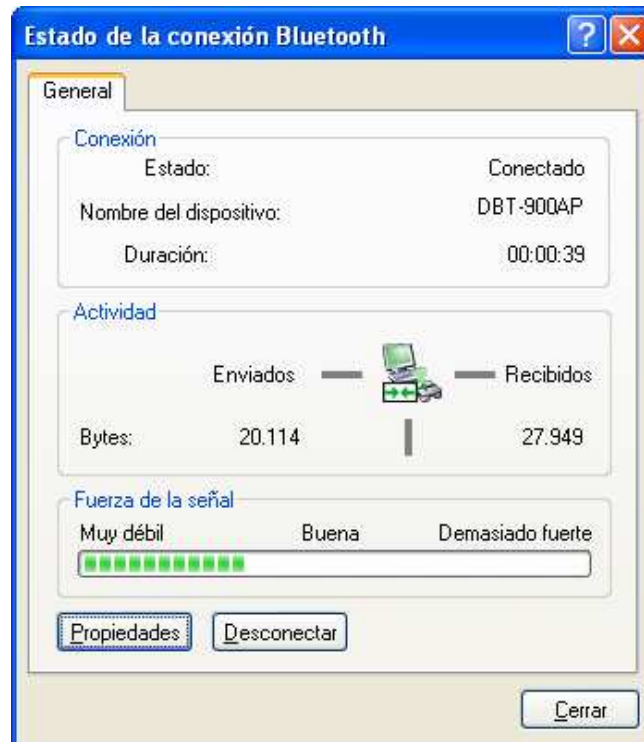 Estado de la conexión Bluetooth
General
Conexión
Estado: Conectado
Nombre del dispositivo: DBT-900AP
Duración: 00:00:39
Actividad
Enviados Recibidos
Bytes: 20.114 27.949
Fuerza de la señal
Muy débil Buena Demasiado fuerte
Propiedades Desconectar
Cerrar